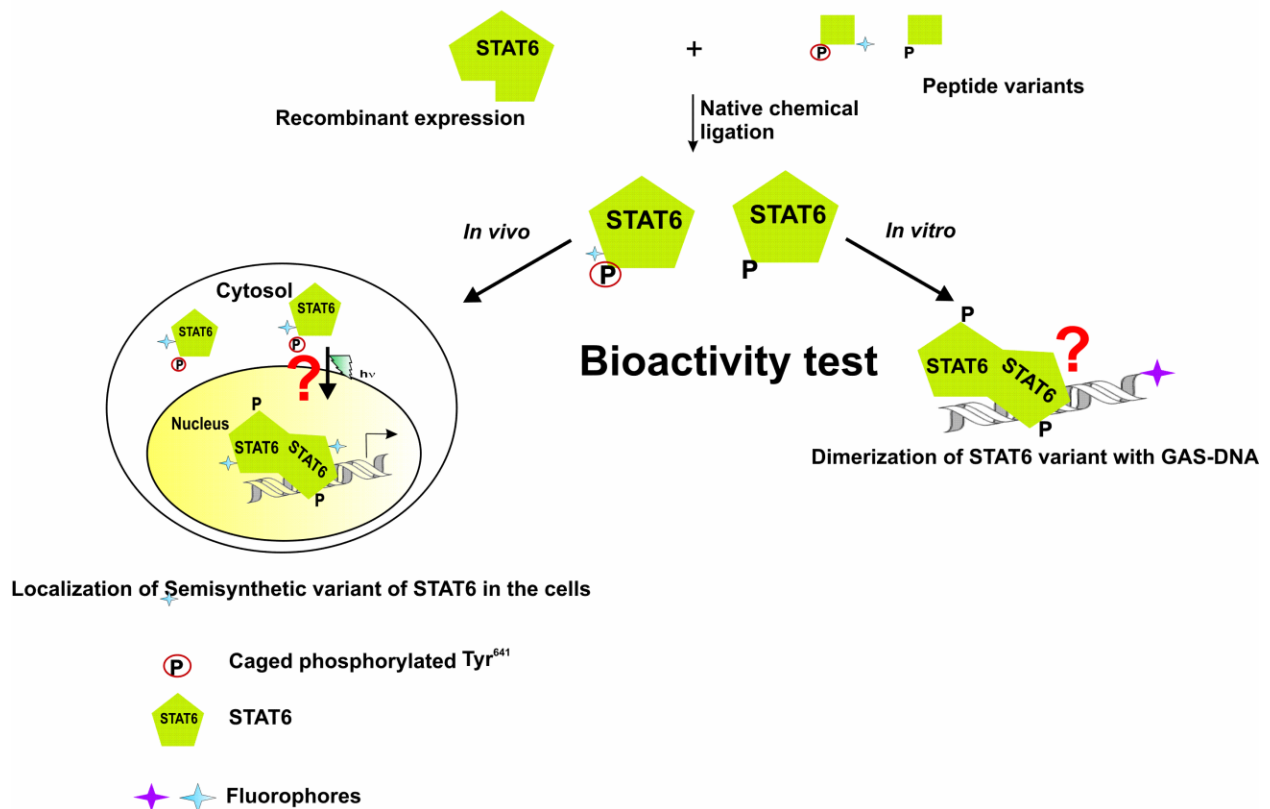 STAT6
+
P
P
Recombinant expression
Peptide variants
Native chemical
ligation
In vivo
STAT6
P
STAT6
P
In vitro
Cytosol
STAT6
P
STAT6
P
?
hν
Nucleus
P
STAT6
STAT6
P
Bioactivity test
P
STAT6
STAT6
P
?
Dimerization of STAT6 variant with GAS-DNA
Localization of Semisynthetic variant of STAT6 in the cells
P Caged phosphorylated Tyr⁶⁴¹
STAT6 STAT6
Fluorophores